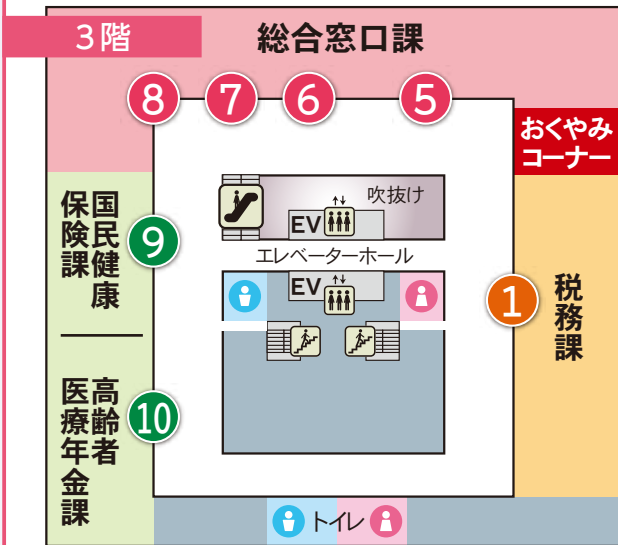 3階
総合窓口課
8
7
6
5
おくやみ
コーナー
国民健康
保険課
9
吹抜け
EV
エレベーターホール
EV
1
税務課
高齢者
医療年金課
10
トイレ